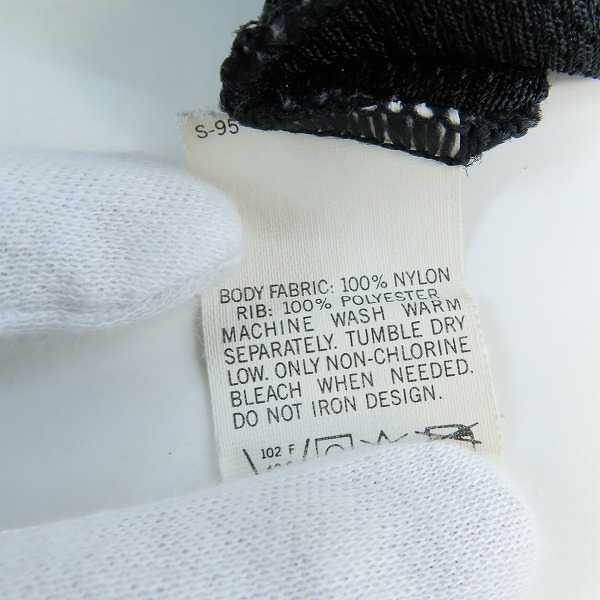 S-95
BODY FABRIC: 100% NYLON
RIB: 100% POLYESTER
MACHINE WASH WARM
SEPARATELY. TUMBLE DRY
LOW. ONLY NON-CHLORINE
BLEACH WHEN NEEDED.
DO NOT IRON DESIGN.
102 F